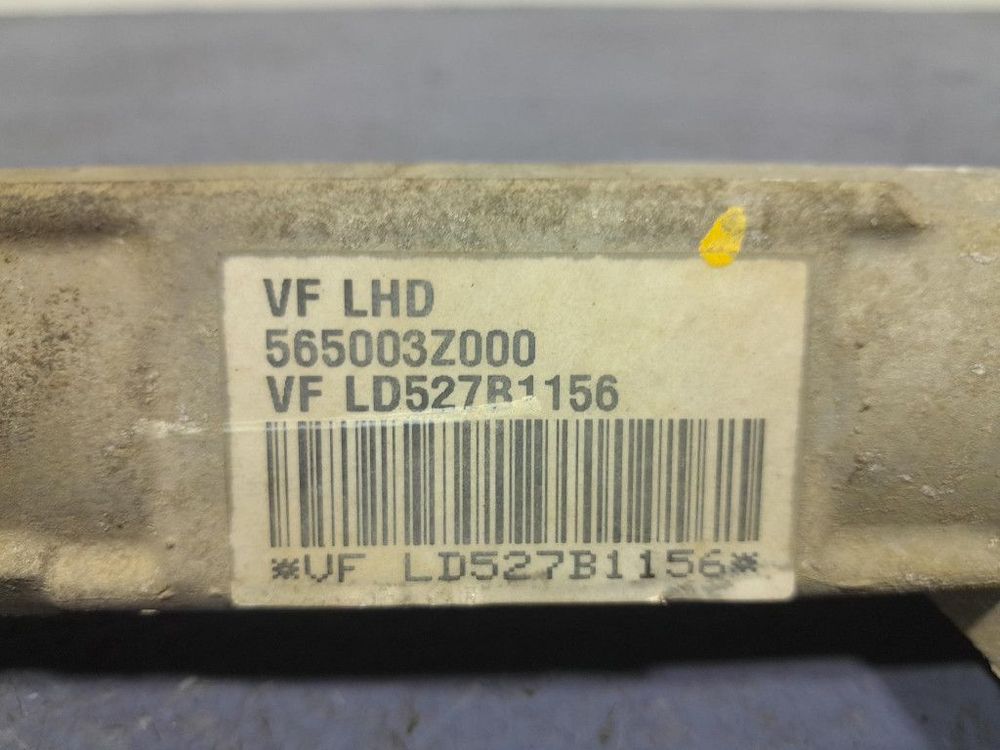 VF LHD
565003Z000
VF LD527B1156
*VF LD527B1156*